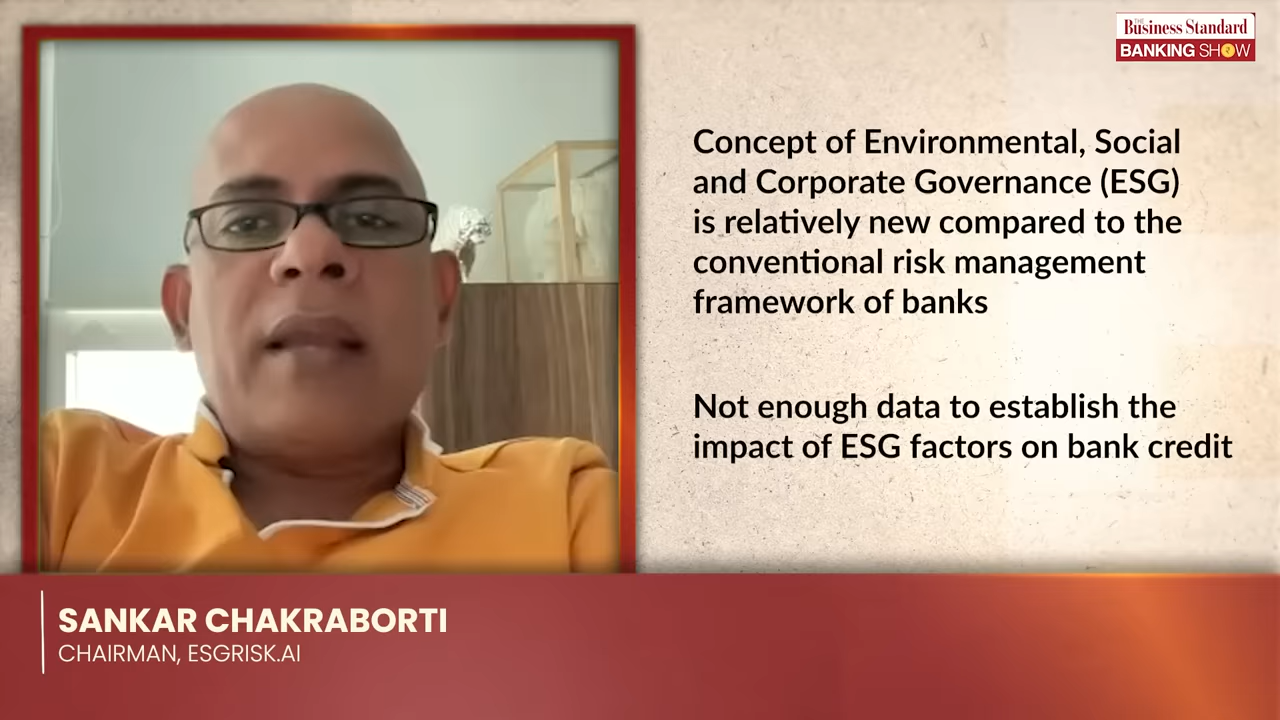 THE
Business Standard
BANKING SHOW
Concept of Environmental, Social
and Corporate Governance (ESG)
is relatively new compared to the
conventional risk management
framework of banks
Not enough data to establish the
impact of ESG factors on bank credit
SANKAR CHAKRABORTI
CHAIRMAN, ESGRISK.AI